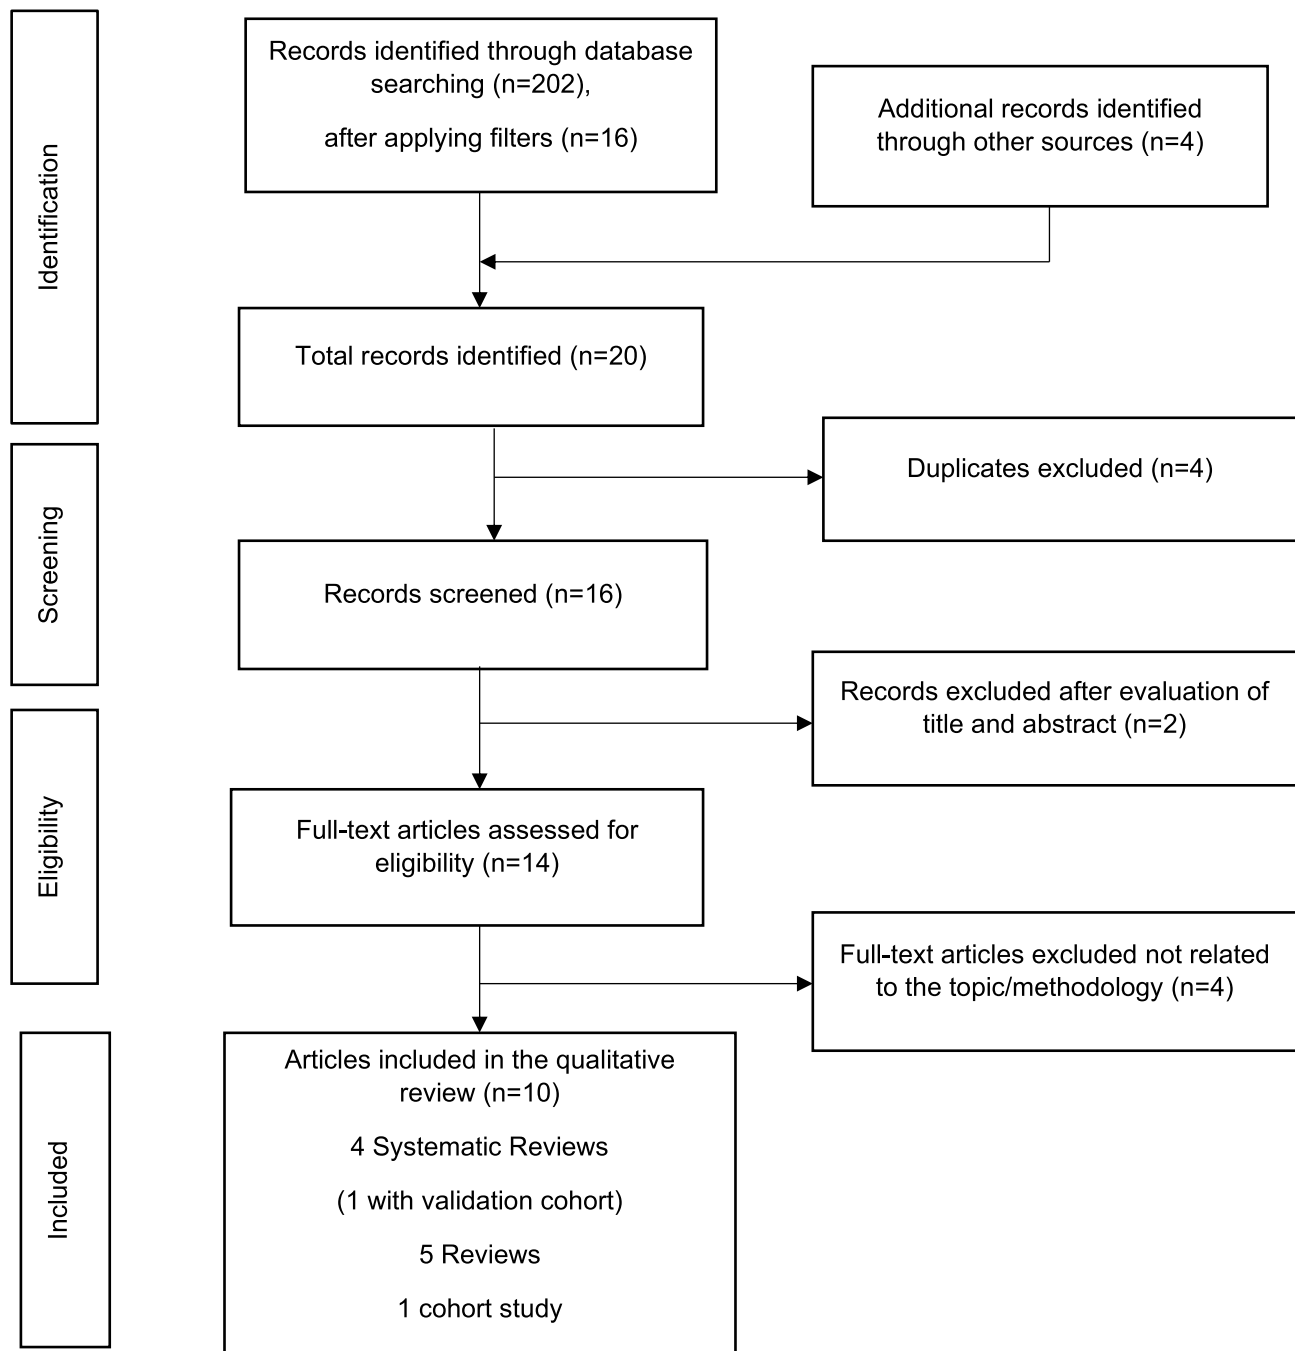 Identification
Records identified through database
searching (n=202),
after applying filters (n=16)
Additional records identified
through other sources (n=4)
Total records identified (n=20)
Screening
Duplicates excluded (n=4)
Records screened (n=16)
Eligibility
Records excluded after evaluation of
title and abstract (n=2)
Full-text articles assessed for
eligibility (n=14)
Full-text articles excluded not related
to the topic/methodology (n=4)
Included
Articles included in the qualitative
review (n=10)
4 Systematic Reviews
(1 with validation cohort)
5 Reviews
1 cohort study